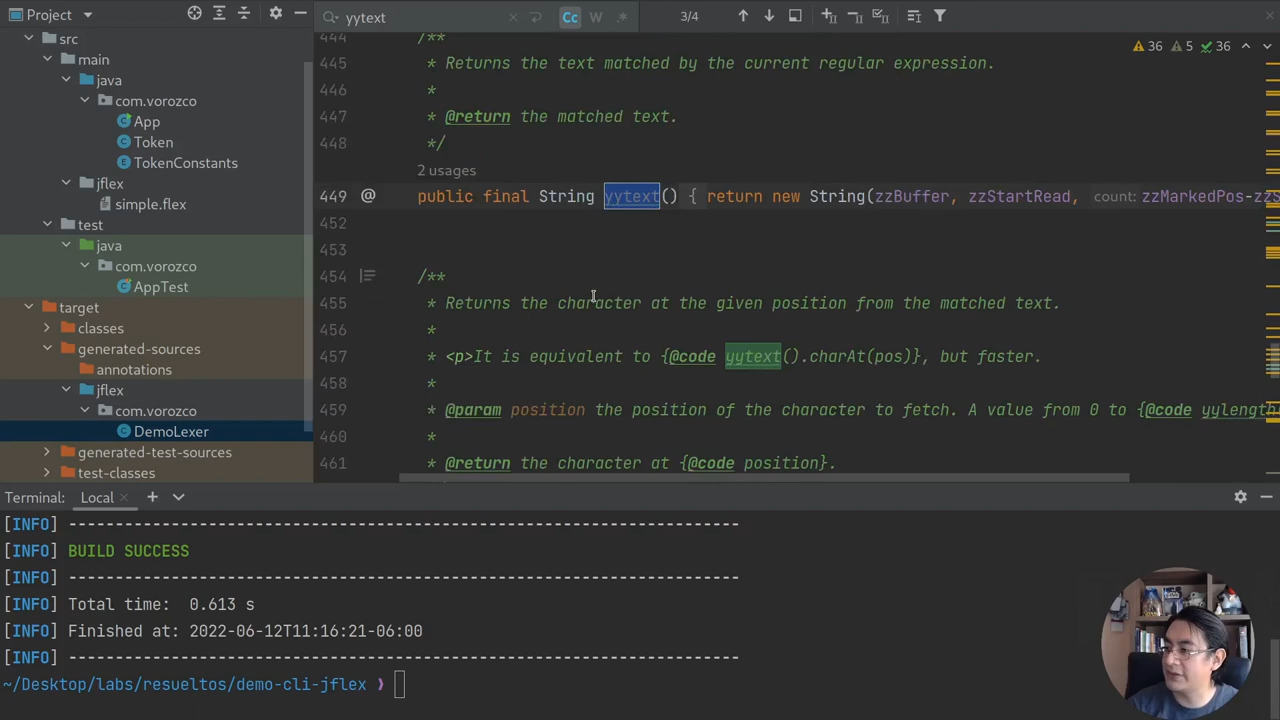 Project
yytext
Cc
W
.*
3/4
36
5
36
src
main
java
com.vorozco
App
Token
TokenConstants
jflex
simple.flex
test
java
com.vorozco
AppTest
target
classes
generated-sources
annotations
jflex
com.vorozco
DemoLexer
generated-test-sources
test-classes
444 /**
445 * Returns the text matched by the current regular expression.
446 *
447 * @return the matched text.
448 */
2 usages
449 @ public final String yytext() { return new String(zzBuffer, zzStartRead, count: zzMarkedPos-zzS
452
453
454 /**
455 * Returns the character at the given position from the matched text.
456 *
457 * <p>It is equivalent to {@code yytext().charAt(pos)}, but faster.
458 *
459 * @param position the position of the character to fetch. A value from 0 to {@code yylength
460 *
461 * @return the character at {@code position}.
Terminal: Local
[INFO] ------------------------------------------------------------------------
[INFO] BUILD SUCCESS
[INFO] ------------------------------------------------------------------------
[INFO] Total time:  0.613 s
[INFO] Finished at: 2022-06-12T11:16:21-06:00
[INFO] ------------------------------------------------------------------------
~/Desktop/labs/resueltos/demo-cli-jflex ❯